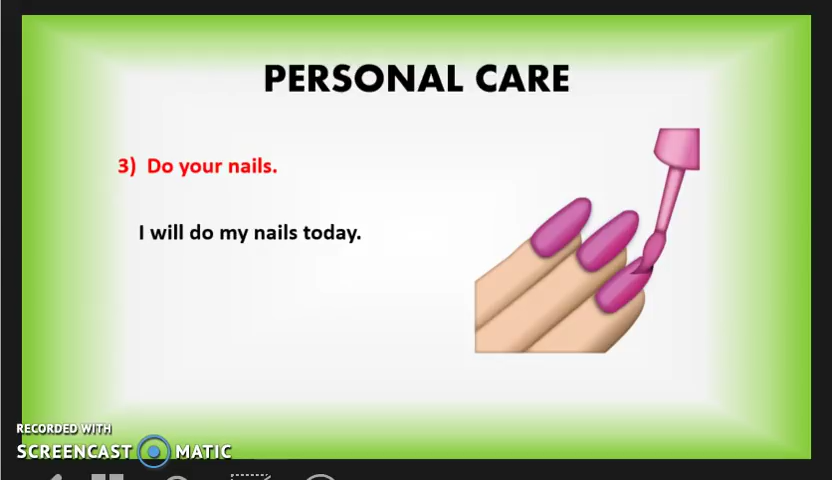 PERSONAL CARE
3) Do your nails.
I will do my nails today.
RECORDED WITH
SCREENCAST MATIC